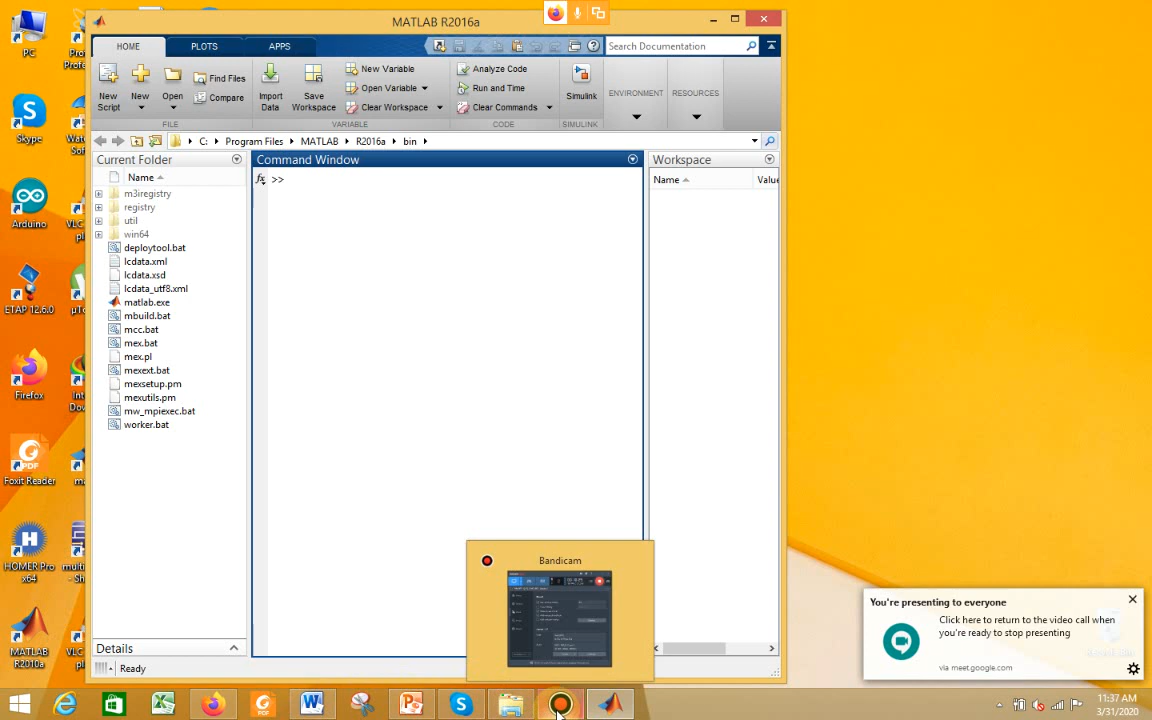 MATLAB R2016a
HOME
PLOTS
APPS
Search Documentation
New Script
New
Open
Find Files
Compare
Import Data
Save Workspace
New Variable
Open Variable
Clear Workspace
Analyze Code
Run and Time
Clear Commands
Simulink
ENVIRONMENT
RESOURCES
FILE
VARIABLE
CODE
SIMULINK
C:
Program Files
MATLAB
R2016a
bin
Current Folder
Name
m3iregistry
registry
util
win64
deploytool.bat
lcdata.xml
lcdata.xsd
lcdata_utf8.xml
matlab.exe
mbuild.bat
mcc.bat
mex.bat
mex.pl
mexext.bat
mexsetup.pm
mexutils.pm
mw_mpiexec.bat
worker.bat
Details
Ready
Command Window
fx >>
Workspace
Name
Value
PC
Skype
Arduino
ETAP 12.6.0
Firefox
Foxit Reader
HOMER Pro x64
MATLAB R2010a
Bandicam
You're presenting to everyone
Click here to return to the video call when
you're ready to stop presenting
via meet.google.com
11:37 AM
3/31/2020